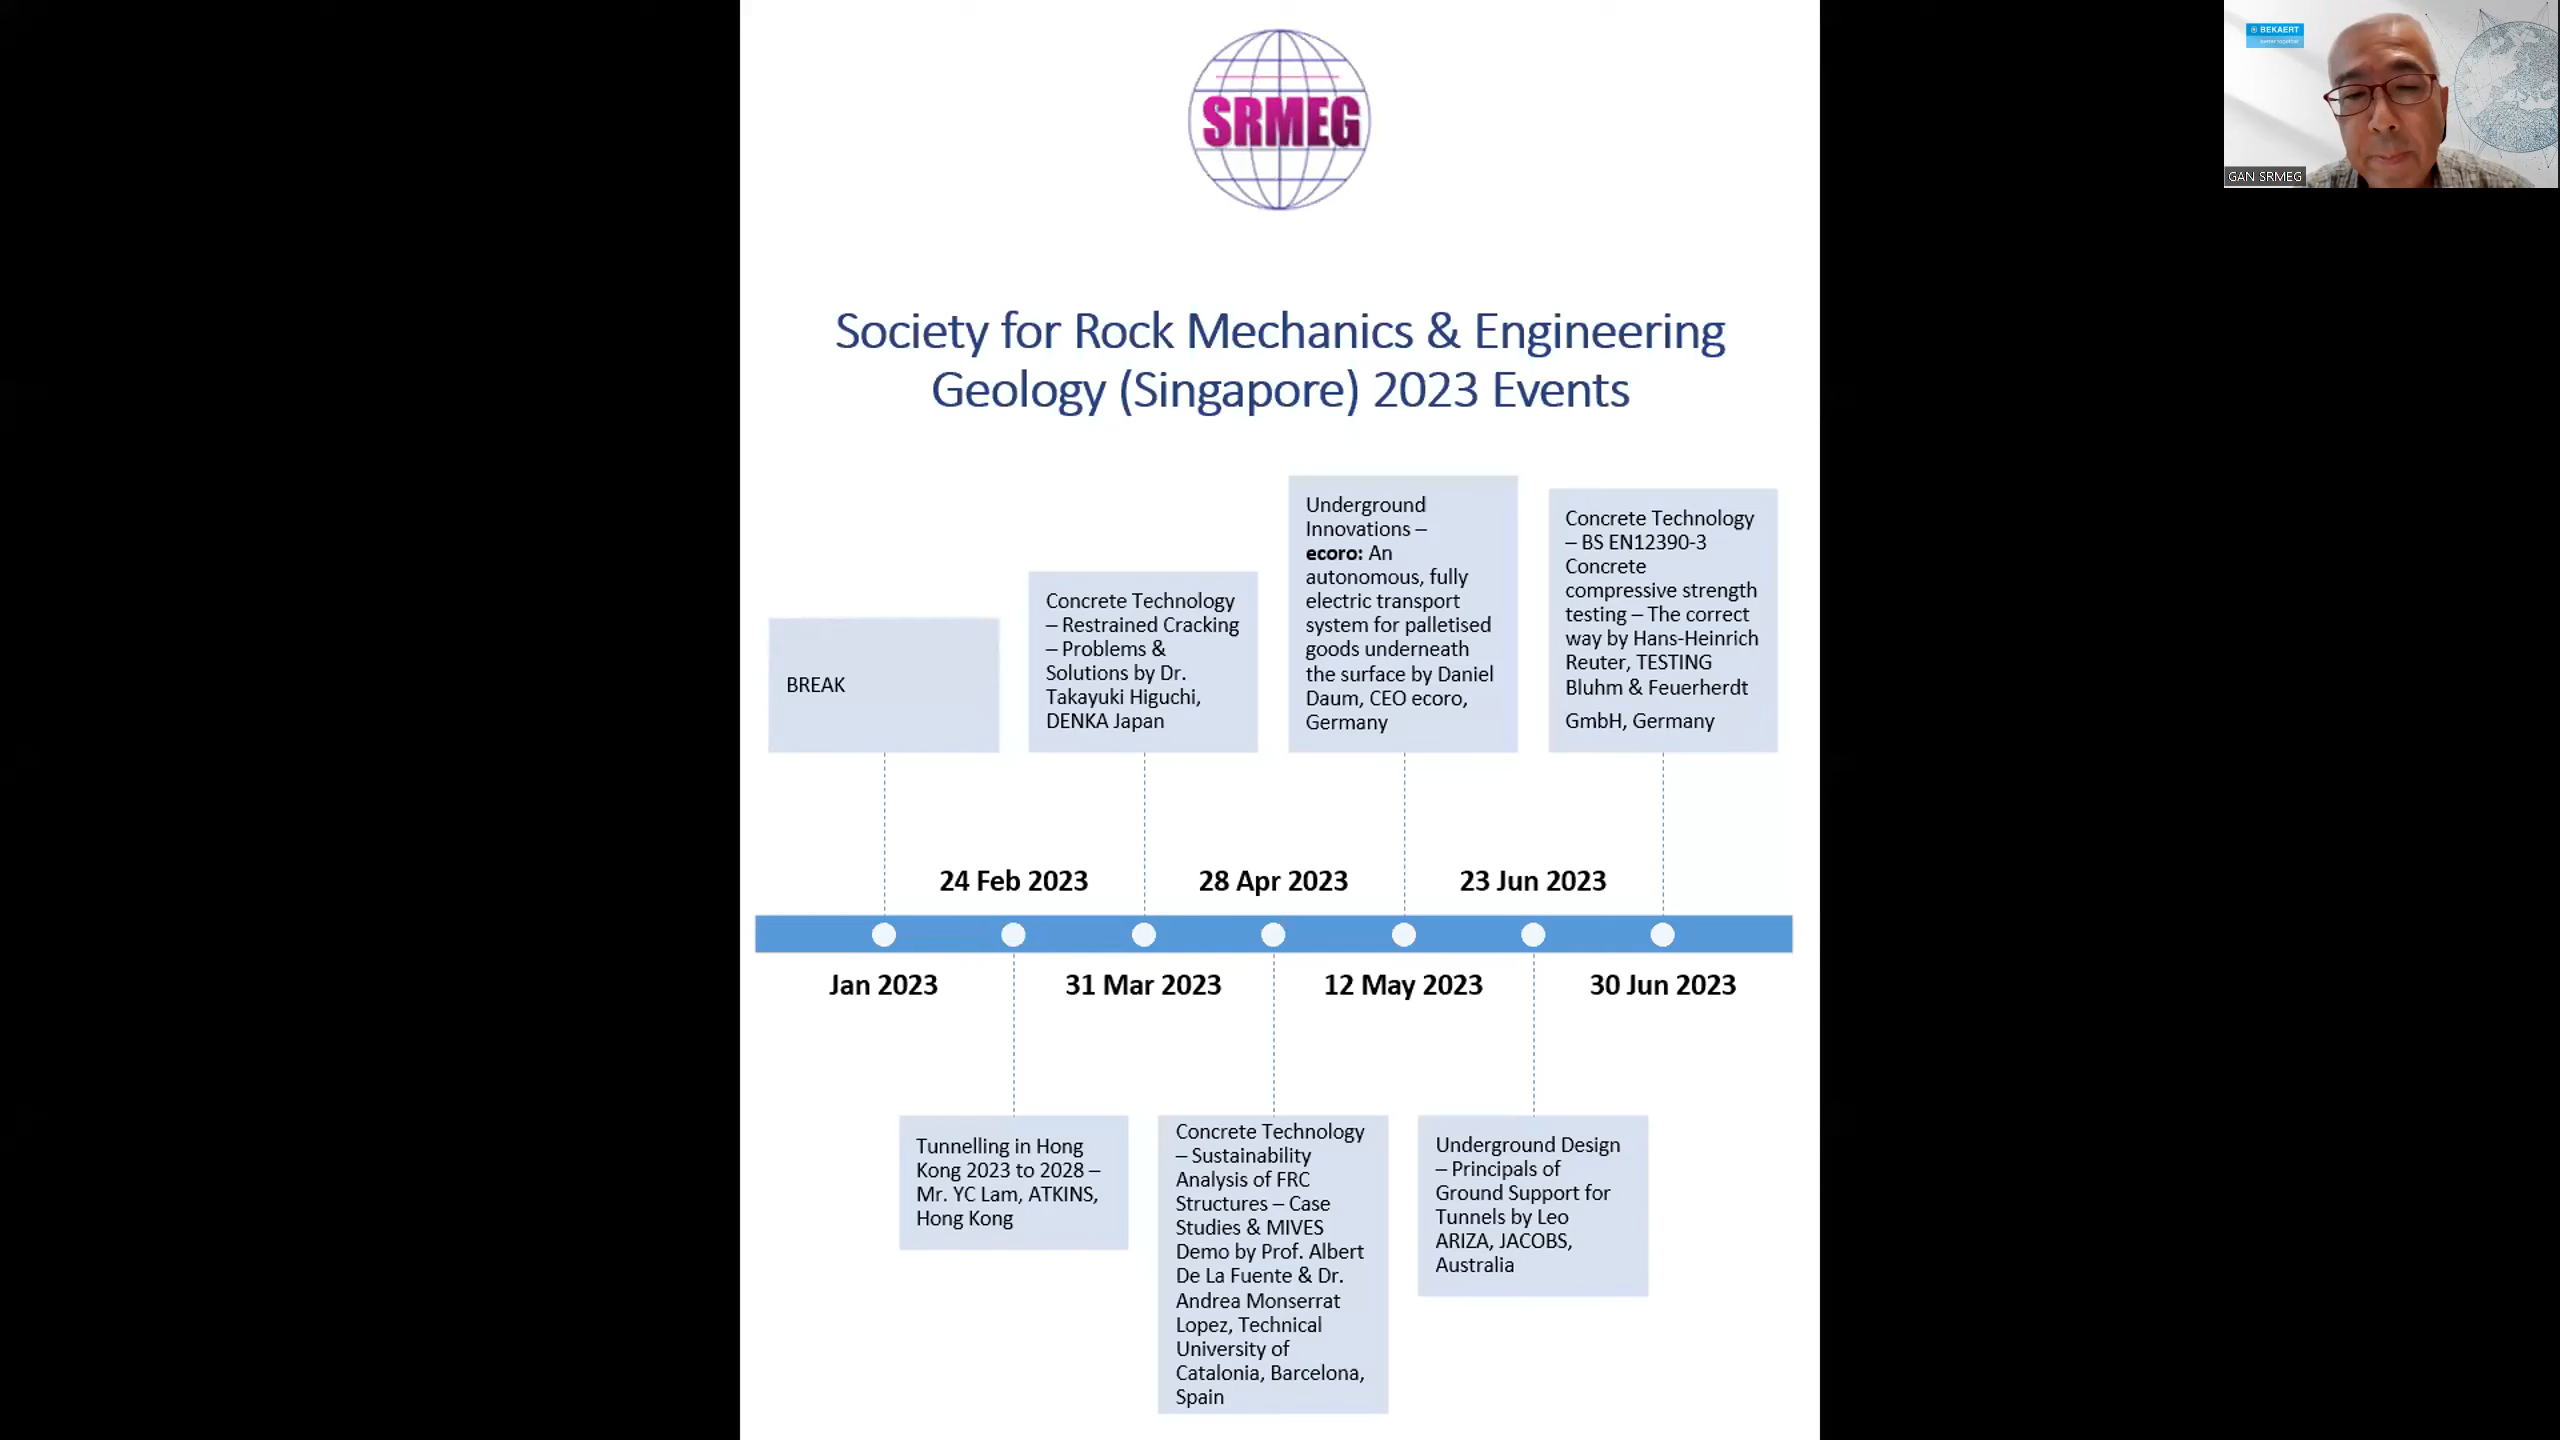 SRMEG
BEKAERT
better together
GAN SRMEG
Society for Rock Mechanics & Engineering
Geology (Singapore) 2023 Events
BREAK
Concrete Technology
– Restrained Cracking
– Problems &
Solutions by Dr.
Takayuki Higuchi,
DENKA Japan
Underground
Innovations –
ecoro: An
autonomous, fully
electric transport
system for palletised
goods underneath
the surface by Daniel
Daum, CEO ecoro,
Germany
Concrete Technology
– BS EN12390-3
Concrete
compressive strength
testing – The correct
way by Hans-Heinrich
Reuter, TESTING
Bluhm & Feuerherdt
GmbH, Germany
24 Feb 2023
28 Apr 2023
23 Jun 2023
Jan 2023
31 Mar 2023
12 May 2023
30 Jun 2023
Tunnelling in Hong
Kong 2023 to 2028 –
Mr. YC Lam, ATKINS,
Hong Kong
Concrete Technology
– Sustainability
Analysis of FRC
Structures – Case
Studies & MIVES
Demo by Prof. Albert
De La Fuente & Dr.
Andrea Monserrat
Lopez, Technical
University of
Catalonia, Barcelona,
Spain
Underground Design
– Principals of
Ground Support for
Tunnels by Leo
ARIZA, JACOBS,
Australia